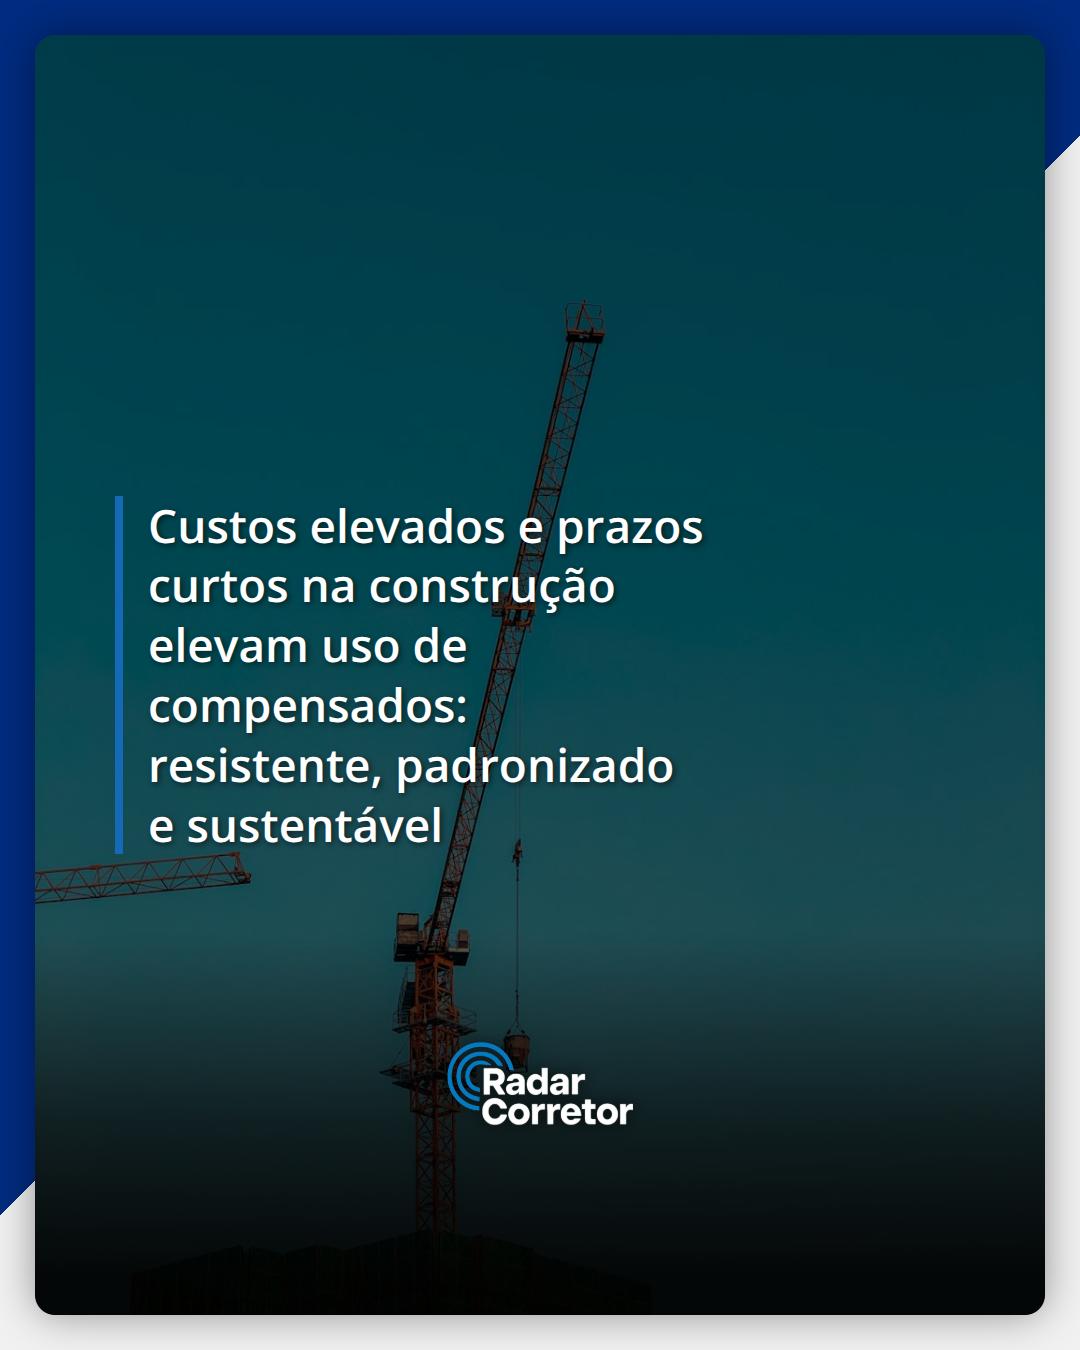 Custos elevados e prazos
curtos na construção
elevam uso de
compensados:
resistente, padronizado
e sustentável
Radar
Corretor